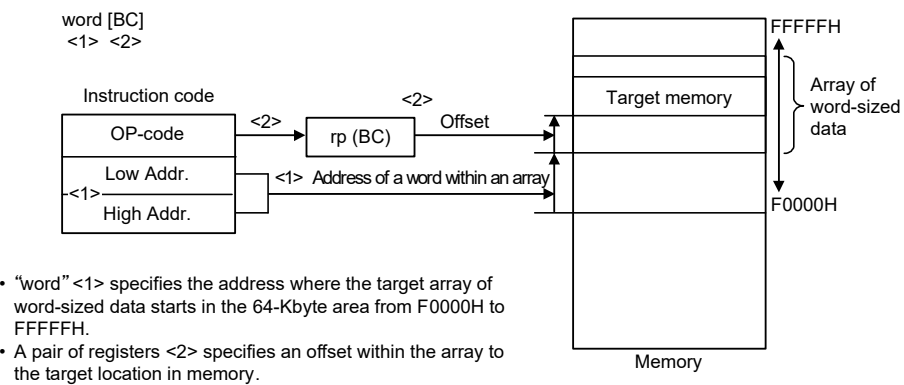 word [BC]
<1> <2>
Instruction code
OP-code
Low Addr.
<1>
High Addr.
<2>
rp (BC)
<2>
Offset
<1> Address of a word within an array
FFFFFH
Target memory
Array of
word-sized
data
F0000H
Memory
• “word” <1> specifies the address where the target array of
word-sized data starts in the 64-Kbyte area from F0000H to
FFFFFH.
• A pair of registers <2> specifies an offset within the array to
the target location in memory.